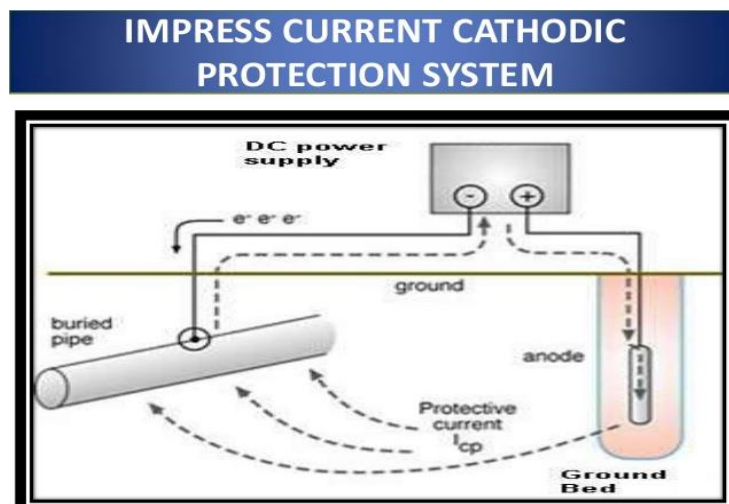 IMPRESS CURRENT CATHODIC
PROTECTION SYSTEM
DC power
supply
- +
e- e- e-
ground
buried
pipe
anode
Protective
current
Icp
Ground
Bed